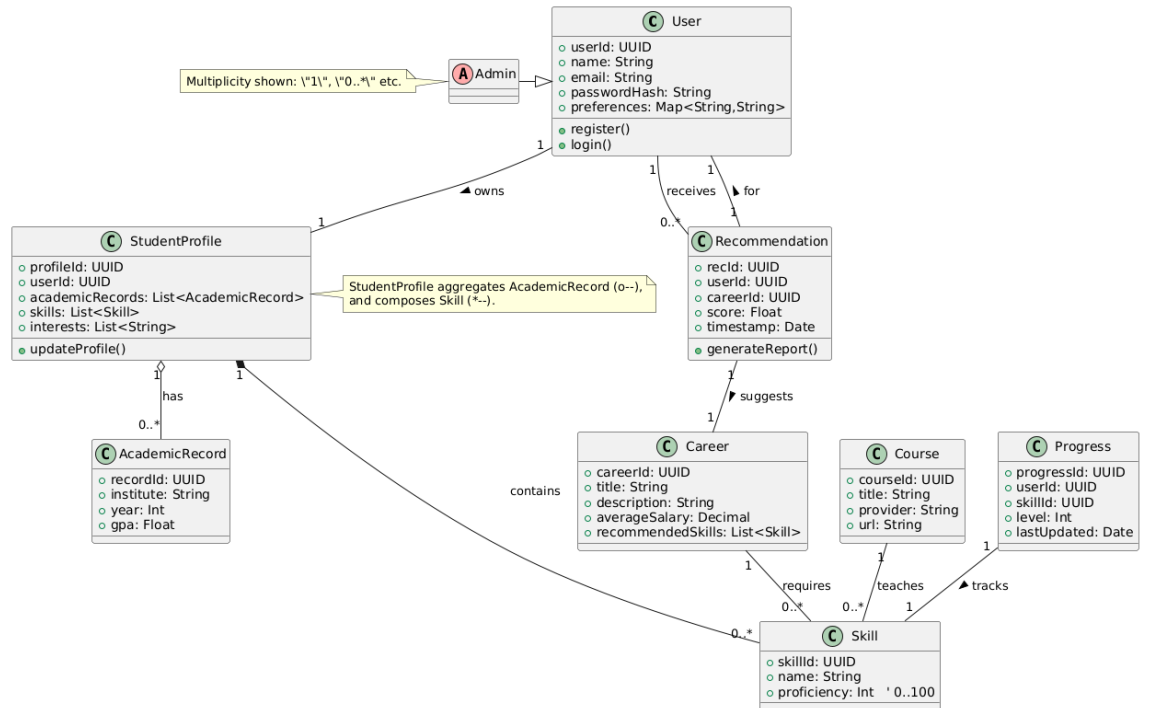 C User
userId: UUID
name: String
email: String
passwordHash: String
preferences: Map<String,String>
register()
login()
A Admin
Multiplicity shown: \"1\", \"0..*\" etc.
1
owns
1
1
receives
0..*
1
for
1
C StudentProfile
profileId: UUID
userId: UUID
academicRecords: List<AcademicRecord>
skills: List<Skill>
interests: List<String>
updateProfile()
StudentProfile aggregates AcademicRecord (o--),
and composes Skill (*--).
C Recommendation
recId: UUID
userId: UUID
careerId: UUID
score: Float
timestamp: Date
generateReport()
1
has
0..*
1
contains
0..*
1
suggests
1
C AcademicRecord
recordId: UUID
institute: String
year: Int
gpa: Float
C Career
careerId: UUID
title: String
description: String
averageSalary: Decimal
recommendedSkills: List<Skill>
C Course
courseId: UUID
title: String
provider: String
url: String
C Progress
progressId: UUID
userId: UUID
skillId: UUID
level: Int
lastUpdated: Date
1
requires
0..*
1
teaches
0..*
1
tracks
1
C Skill
skillId: UUID
name: String
proficiency: Int ' 0..100